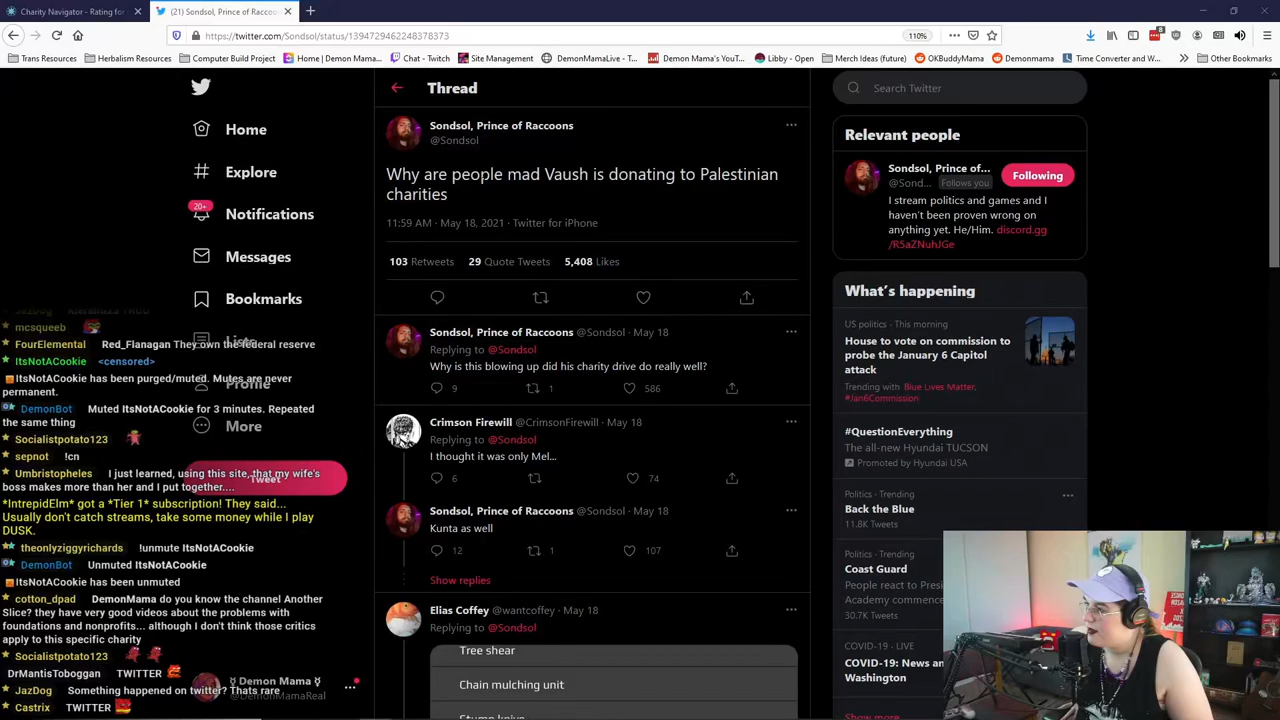 Charity Navigator - Rating for
(21) Sondsol, Prince of Raccoo
https://twitter.com/Sondsol/status/1394729462248378373
110%
Trans Resources
Herbalism Resources
Computer Build Project
Home | Demon Mama...
Chat - Twitch
Site Management
DemonMamaLive - T...
Demon Mama's YouT...
Libby - Open
Merch Ideas (future)
OKBuddyMama
Demonmama
Time Converter and W...
Other Bookmarks
Home
Explore
20+
Notifications
Messages
Bookmarks
Lists
Profile
More
Tweet
Demon Mama
@DemonMamaReal
mcsqueeb
FourElemental Red_Flanagan They own the federal reserve
ItsNotACookie <censored>
ItsNotACookie has been purged/muted. Mutes are never
permanent.
DemonBot Muted ItsNotACookie for 3 minutes. Repeated
the same thing
Socialistpotato123
sepnot !cn
Umbristopheles I just learned, using this site, that my wife's
boss makes more than her and I put together....
*IntrepidElm* got a *Tier 1* subscription! They said...
Usually don't catch streams, take some money while I play
DUSK.
theonlyziggyrichards !unmute ItsNotACookie
DemonBot Unmuted ItsNotACookie
ItsNotACookie has been unmuted
cotton_dpad DemonMama do you know the channel Another
Slice? they have very good videos about the problems with
foundations and nonprofits... although I don't think those critics
apply to this specific charity
Socialistpotato123
DrMantisToboggan TWITTER
JazDog Something happened on twitter? Thats rare
Castrix TWITTER
Thread
Sondsol, Prince of Raccoons
@Sondsol
Why are people mad Vaush is donating to Palestinian
charities
11:59 AM · May 18, 2021 · Twitter for iPhone
103 Retweets 29 Quote Tweets 5,408 Likes
Sondsol, Prince of Raccoons @Sondsol · May 18
Replying to @Sondsol
Why is this blowing up did his charity drive do really well?
9 1 586
Crimson Firewill @CrimsonFirewill · May 18
Replying to @Sondsol
I thought it was only Mel...
6 74
Sondsol, Prince of Raccoons @Sondsol · May 18
Kunta as well
12 1 107
Show replies
Elias Coffey @wantcoffey · May 18
Replying to @Sondsol
Tree shear
Chain mulching unit
Stump knive
Search Twitter
Relevant people
Sondsol, Prince of...
@Sond... Follows you
Following
I stream politics and games and I
haven't been proven wrong on
anything yet. He/Him. discord.gg
/R5aZNuhJGe
What's happening
US politics · This morning
House to vote on commission to
probe the January 6 Capitol
attack
Trending with Blue Lives Matter,
#Jan6Commission
#QuestionEverything
The all-new Hyundai TUCSON
Promoted by Hyundai USA
Politics · Trending
Back the Blue
11.8K Tweets
Politics · Trending
Coast Guard
People react to Presi
Academy commence
30.7K Tweets
COVID-19 · LIVE
COVID-19: News an
Washington
Show more